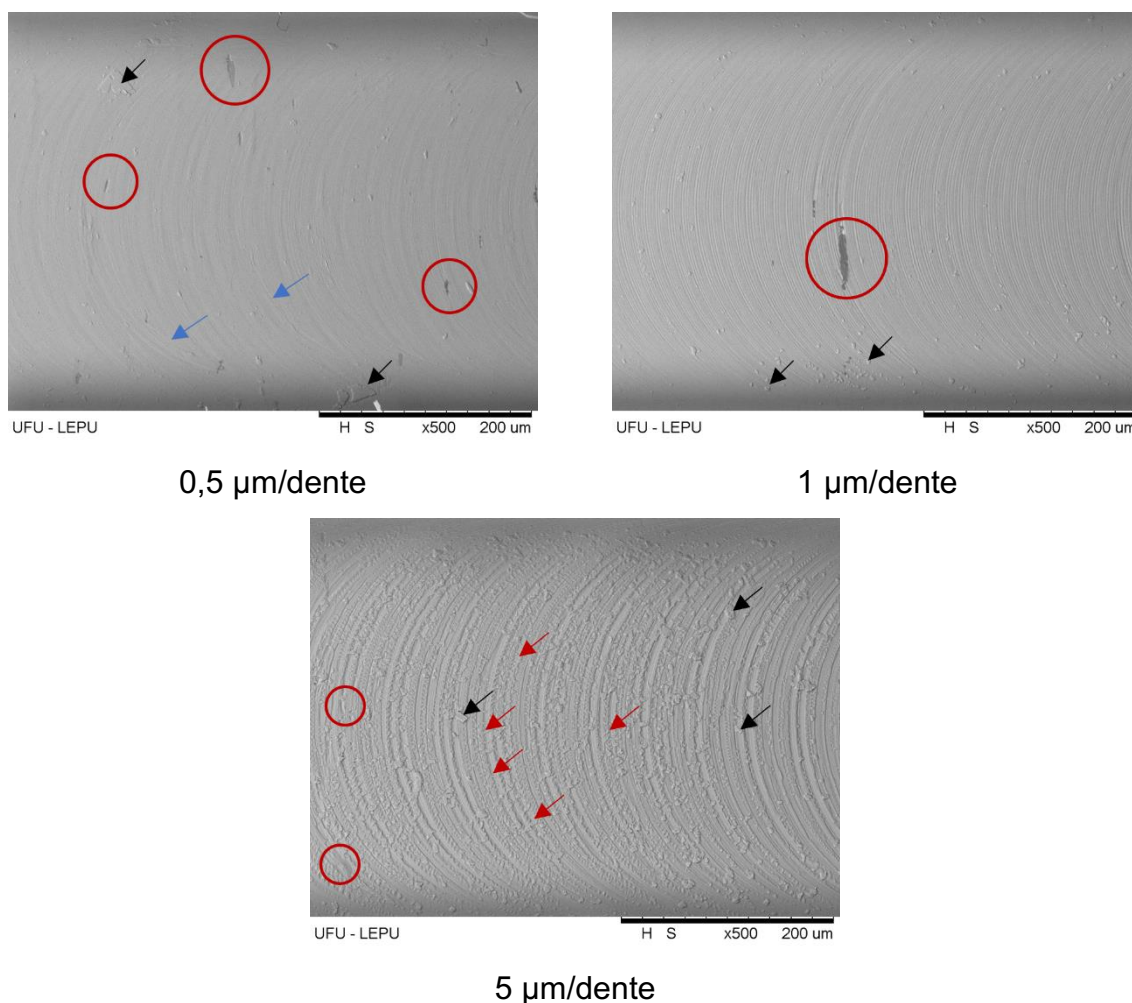 UFU - LEPU H S x500 200 um
UFU - LEPU H S x500 200 um
0,5 µm/dente
1 µm/dente
UFU - LEPU H S x500 200 um
5 µm/dente